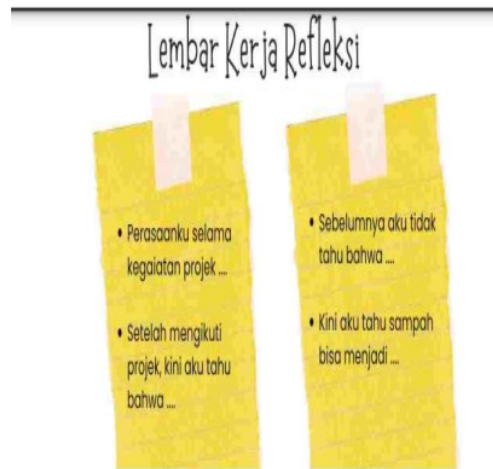 Lembar Kerja Refleksi
• Perasaanku selama
kegaiatan projek ....
• Setelah mengikuti
projek, kini aku tahu
bahwa ....
• Sebelumnya aku tidak
tahu bahwa ....
• Kini aku tahu sampah
bisa menjadi ....